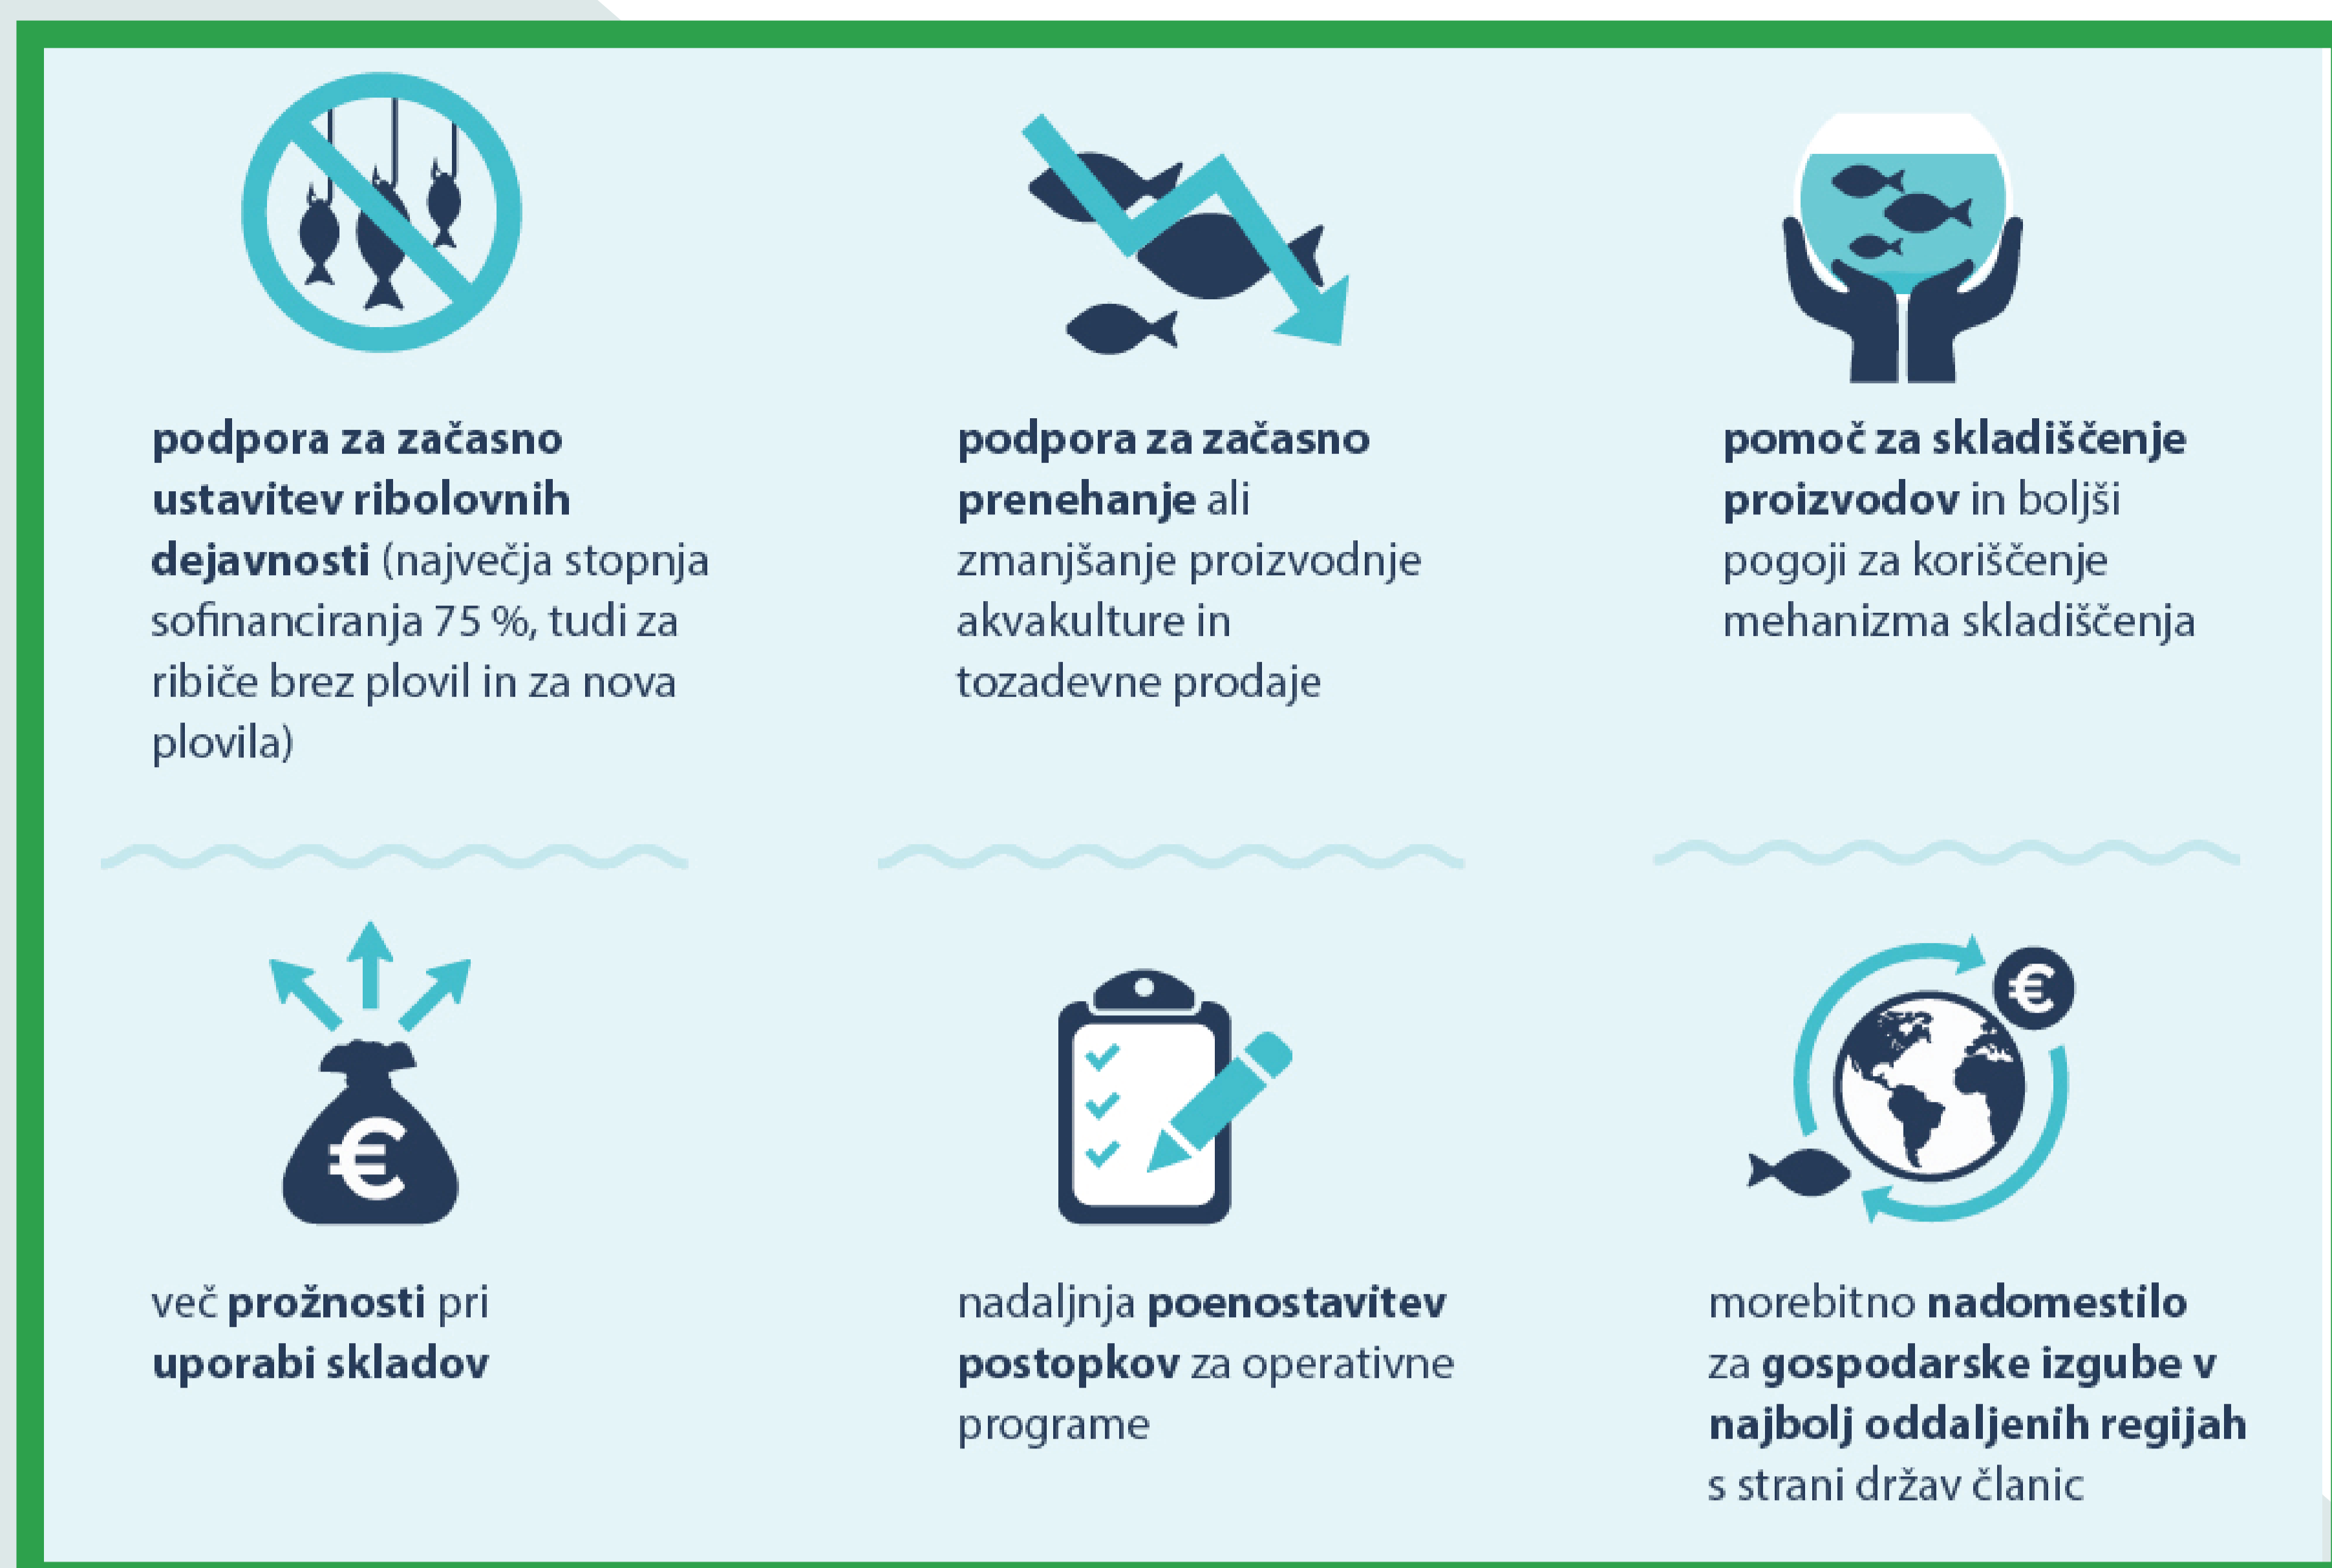 podpora za začasno
ustavitev ribolovnih
dejavnosti (največja stopnja
sofinanciranja 75 %, tudi za
ribiče brez plovil in za nova
plovila)
podpora za začasno
prenehanje ali
zmanjšanje proizvodnje
akvakulture in
tozadevne prodaje
pomoč za skladiščenje
proizvodov in boljši
pogoji za koriščenje
mehanizma skladiščenja
€
več prožnosti pri
uporabi skladov
nadaljnja poenostavitev
postopkov za operativne
programe
€
morebitno nadomestilo
za gospodarske izgube v
najbolj oddaljenih regijah
s strani držav članic